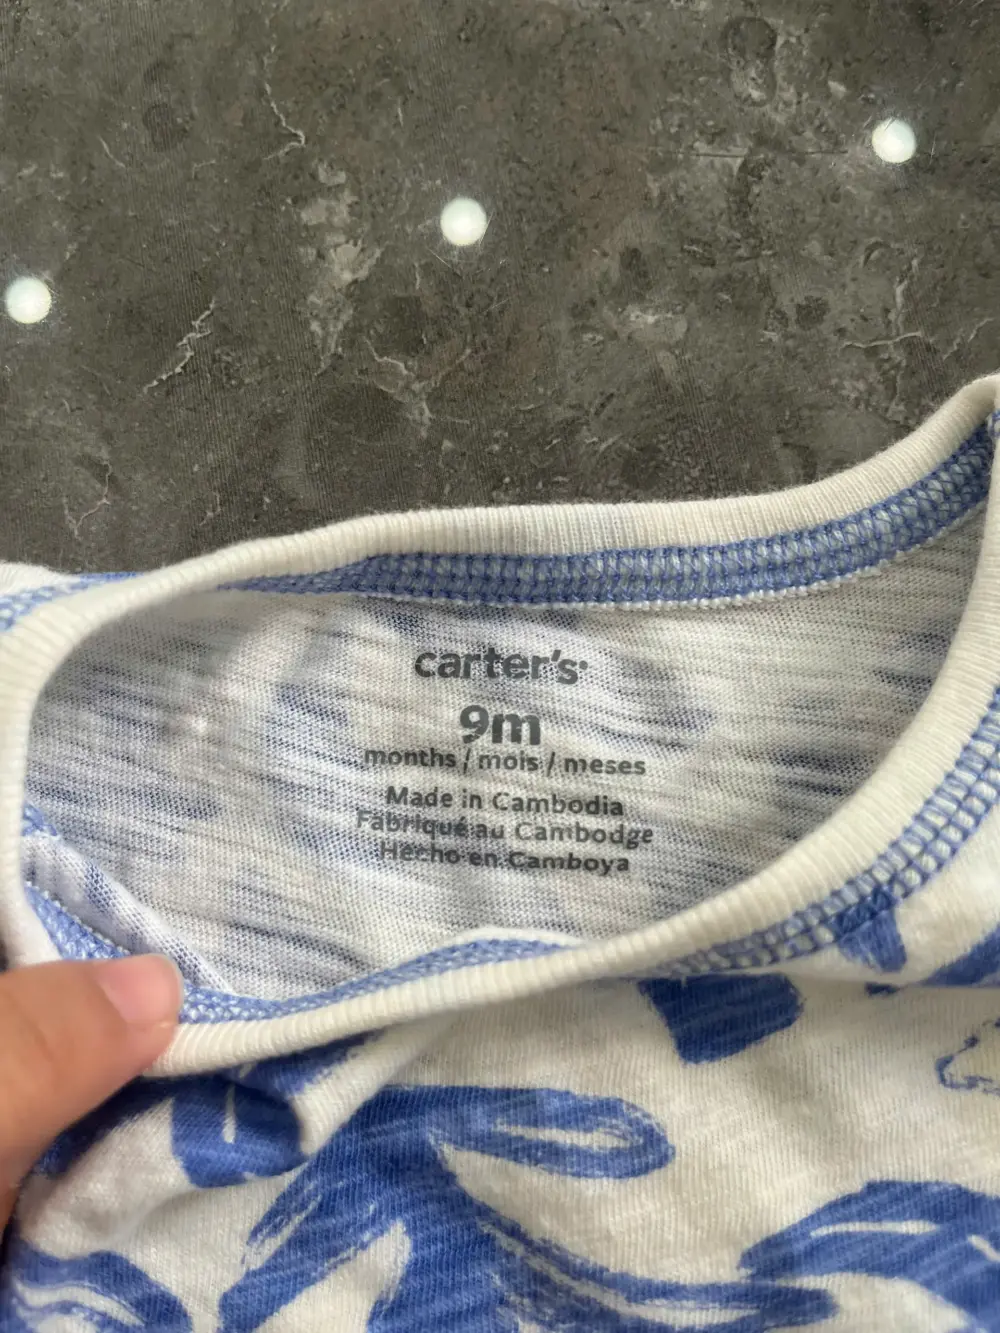 carter's
9m
months / mois / meses
Made in Cambodia
Fabriqué au Cambodge
Hecho en Camboya